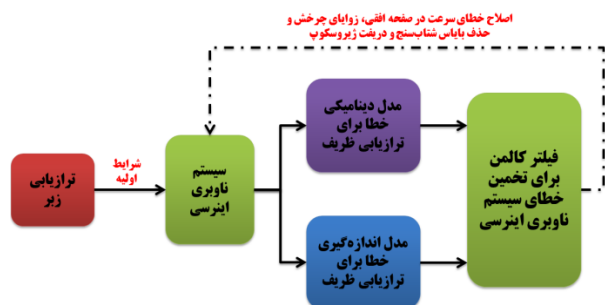 اصلاح خطای سرعت در صفحه افقی، زوایای چرخش و
حذف بایاس شتاب‌سنج و دریفت ژیروسکوپ
ترازیابی
زبر
شرایط
اولیه
سیستم
ناوبری
اینرسی
مدل دینامیکی
خطا برای
ترازیابی ظریف
مدل اندازه‌گیری
خطا برای
ترازیابی ظریف
فیلتر کالمن
برای تخمین
خطای سیستم
ناوبری اینرسی